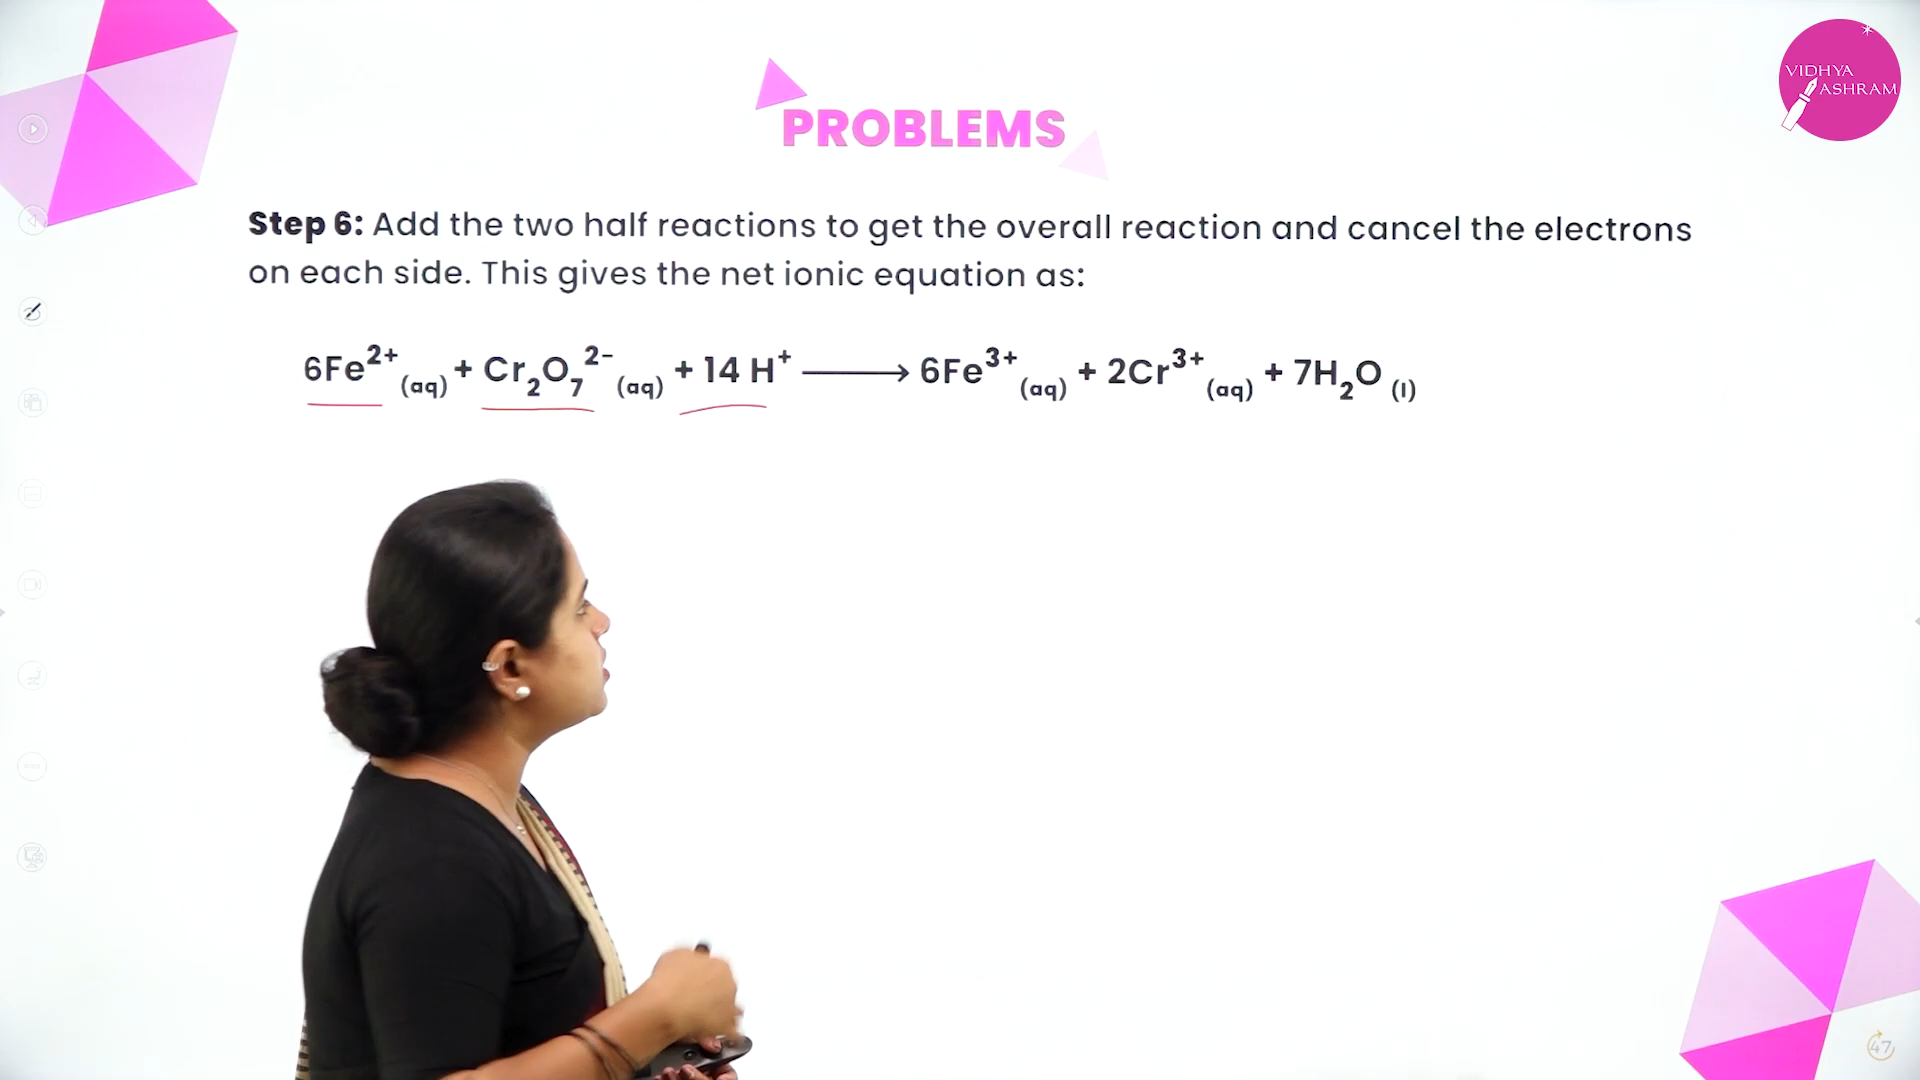 VIDHYA
ASHRAM
PROBLEMS
Step 6: Add the two half reactions to get the overall reaction and cancel the electrons
on each side. This gives the net ionic equation as:
6Fe²⁺(aq) + Cr₂O₇²⁻(aq) + 14 H⁺ ⟶ 6Fe³⁺(aq) + 2Cr³⁺(aq) + 7H₂O (l)
47